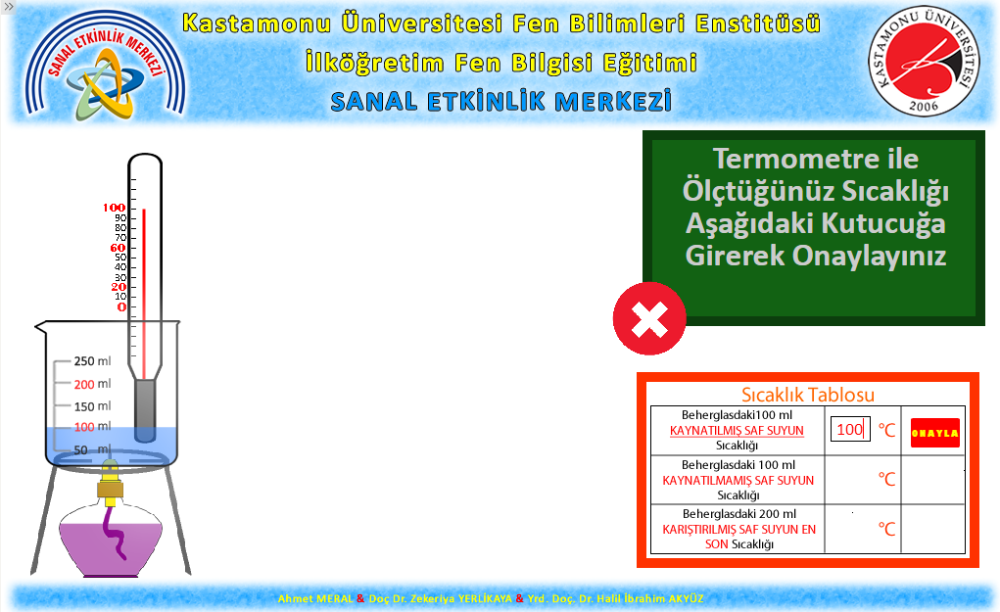 »
Kastamonu Üniversitesi Fen Bilimleri Enstitüsü
İlköğretim Fen Bilgisi Eğitimi
SANAL ETKİNLİK MERKEZİ
SANAL ETKİNLİK MERKEZİ
KASTAMONU ÜNİVERSİTESİ
2006
Termometre ile
Ölçtüğünüz Sıcaklığı
Aşağıdaki Kutucuğa
Girerek Onaylayınız
100
90
80
70
60
50
40
30
20
10
0
250 ml
200 ml
150 ml
100 ml
50 ml
Sıcaklık Tablosu
Beherglasdaki100 ml
KAYNATILMIŞ SAF SUYUN
Sıcaklığı
100 °C
ONAYLA
Beherglasdaki 100 ml
KAYNATILMAMIŞ SAF SUYUN
Sıcaklığı
°C
Beherglasdaki 200 ml
KARIŞTIRILMIŞ SAF SUYUN EN
SON Sıcaklığı
°C
Ahmet MERAL & Doç Dr. Zekeriya YERLİKAYA & Yrd. Doç. Dr. Halil İbrahim AKYÜZ